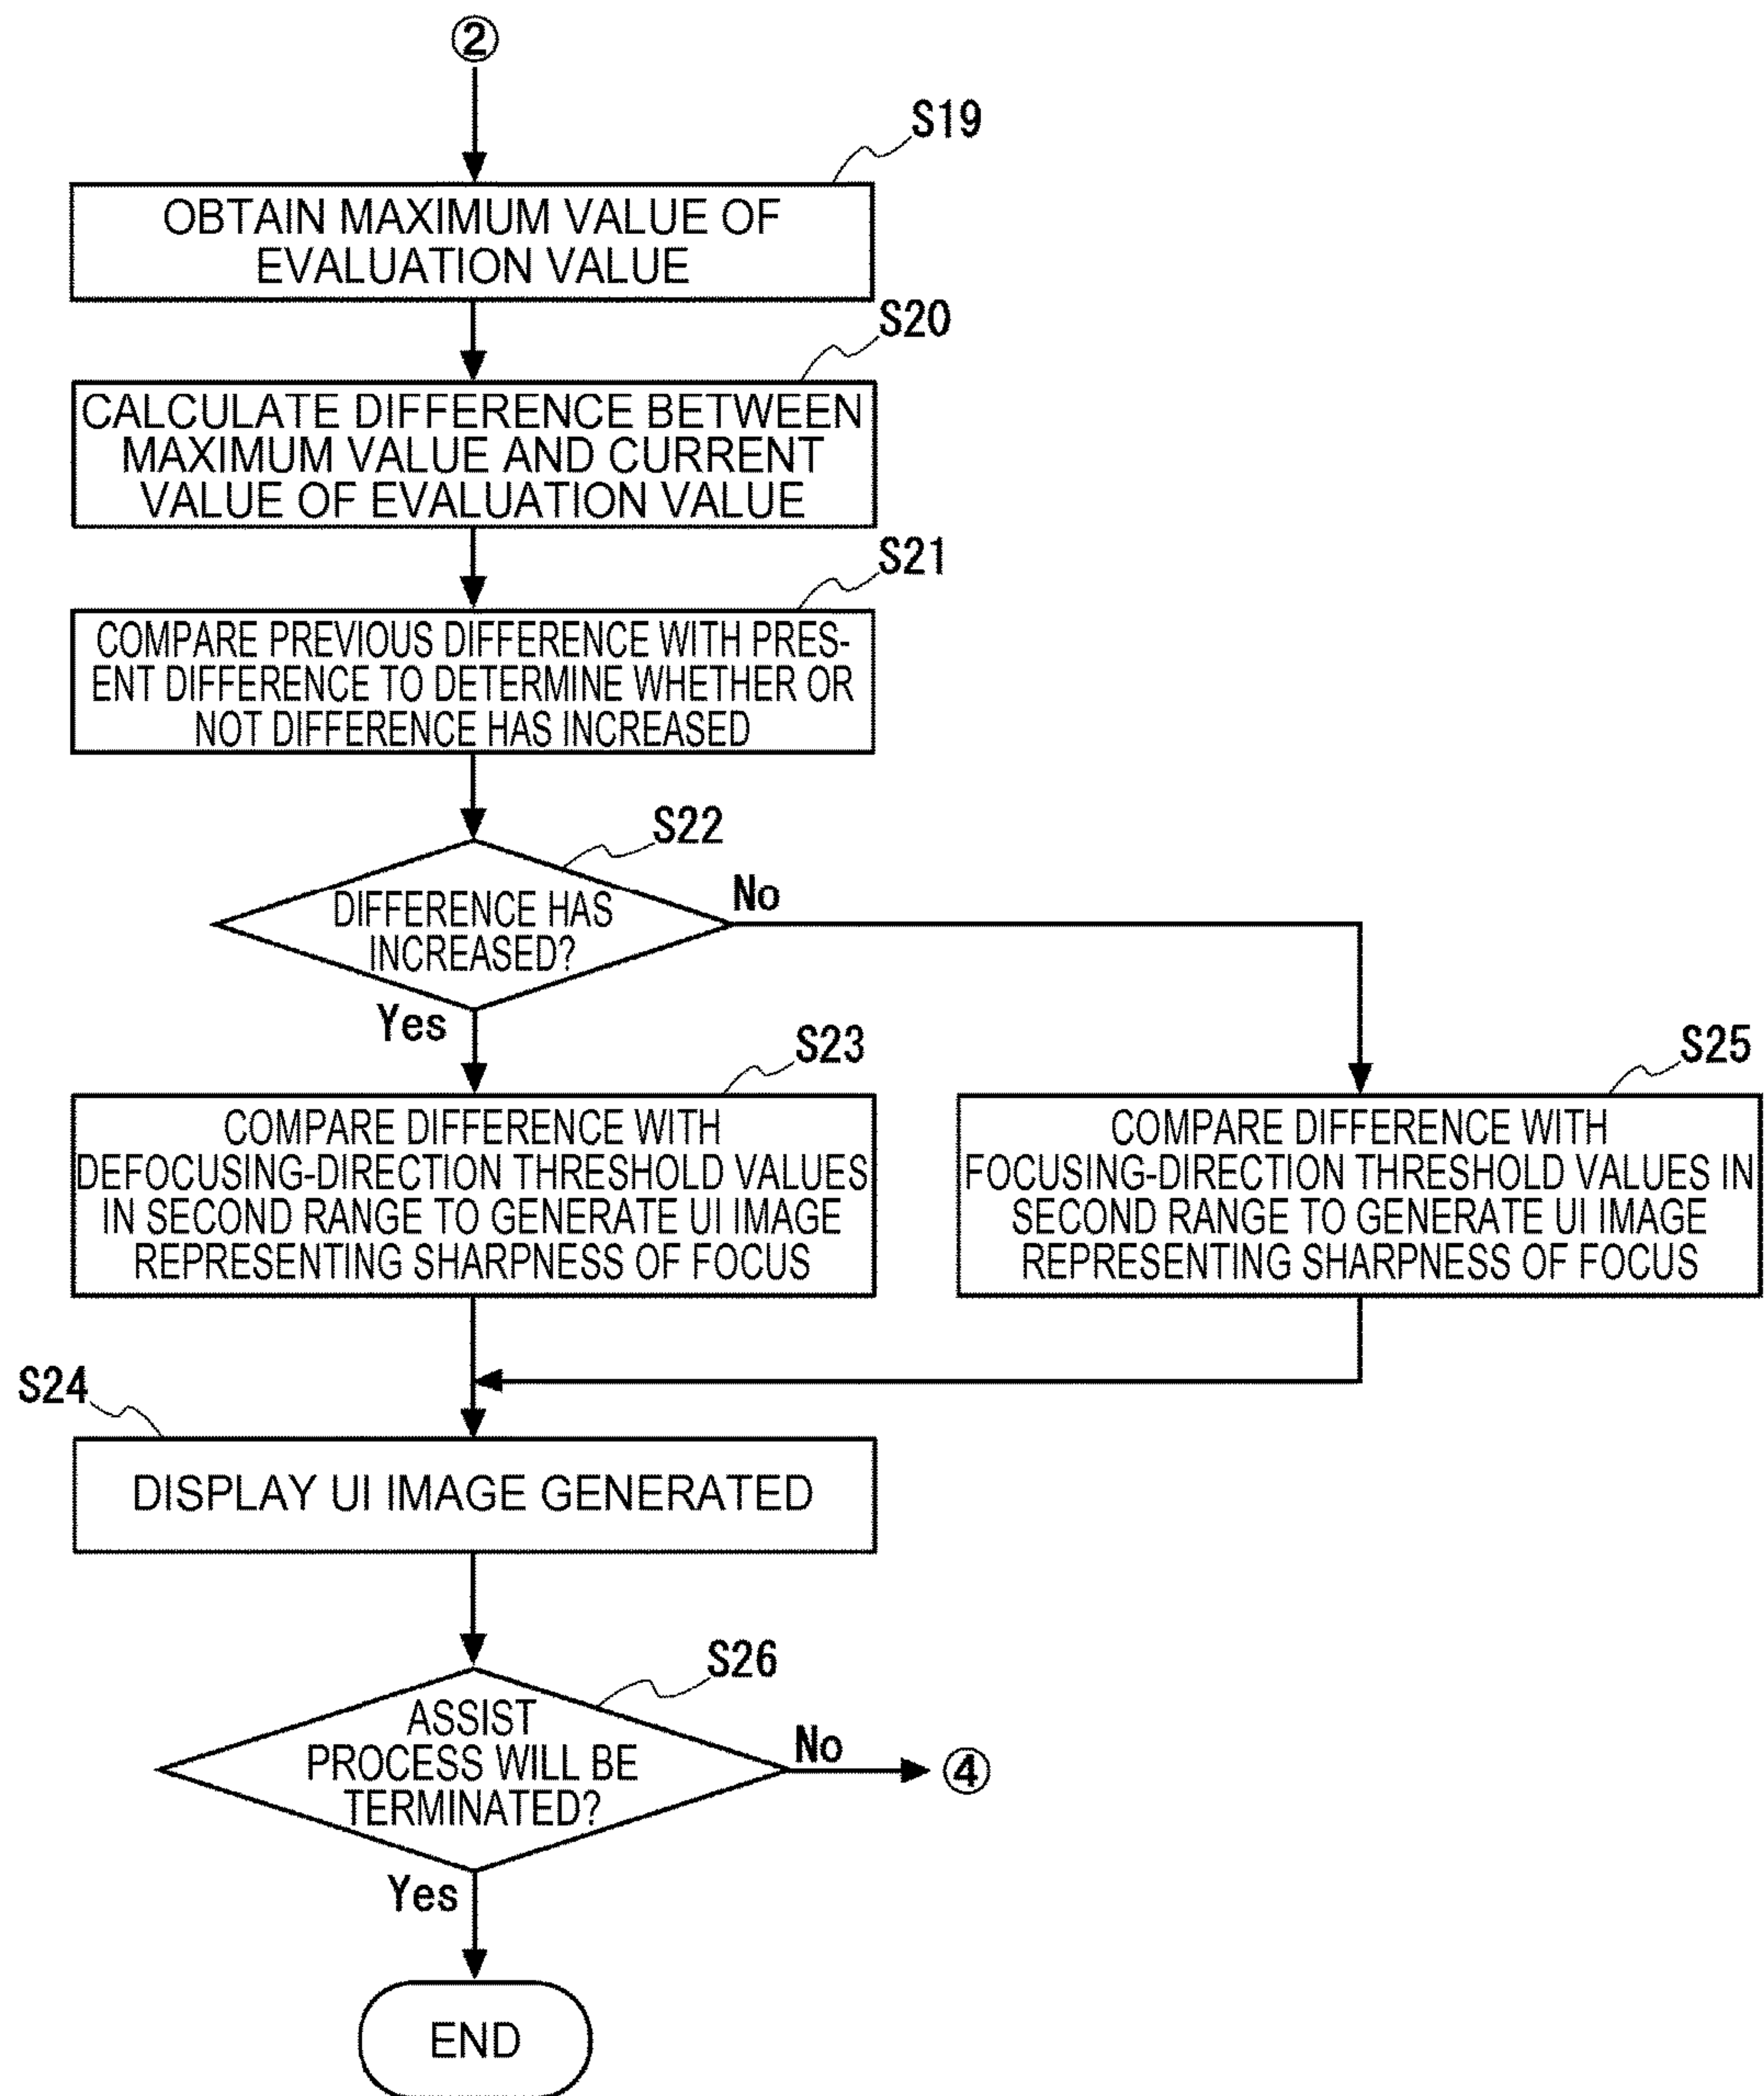 ②
S19
OBTAIN MAXIMUM VALUE OF
EVALUATION VALUE
S20
CALCULATE DIFFERENCE BETWEEN
MAXIMUM VALUE AND CURRENT
VALUE OF EVALUATION VALUE
S21
COMPARE PREVIOUS DIFFERENCE WITH PRES-
ENT DIFFERENCE TO DETERMINE WHETHER OR
NOT DIFFERENCE HAS INCREASED
S22
DIFFERENCE HAS
INCREASED?
No
Yes
S23
COMPARE DIFFERENCE WITH
DEFOCUSING-DIRECTION THRESHOLD VALUES
IN SECOND RANGE TO GENERATE UI IMAGE
REPRESENTING SHARPNESS OF FOCUS
S25
COMPARE DIFFERENCE WITH
FOCUSING-DIRECTION THRESHOLD VALUES IN
SECOND RANGE TO GENERATE UI IMAGE
REPRESENTING SHARPNESS OF FOCUS
S24
DISPLAY UI IMAGE GENERATED
S26
ASSIST
PROCESS WILL BE
TERMINATED?
No
④
Yes
END